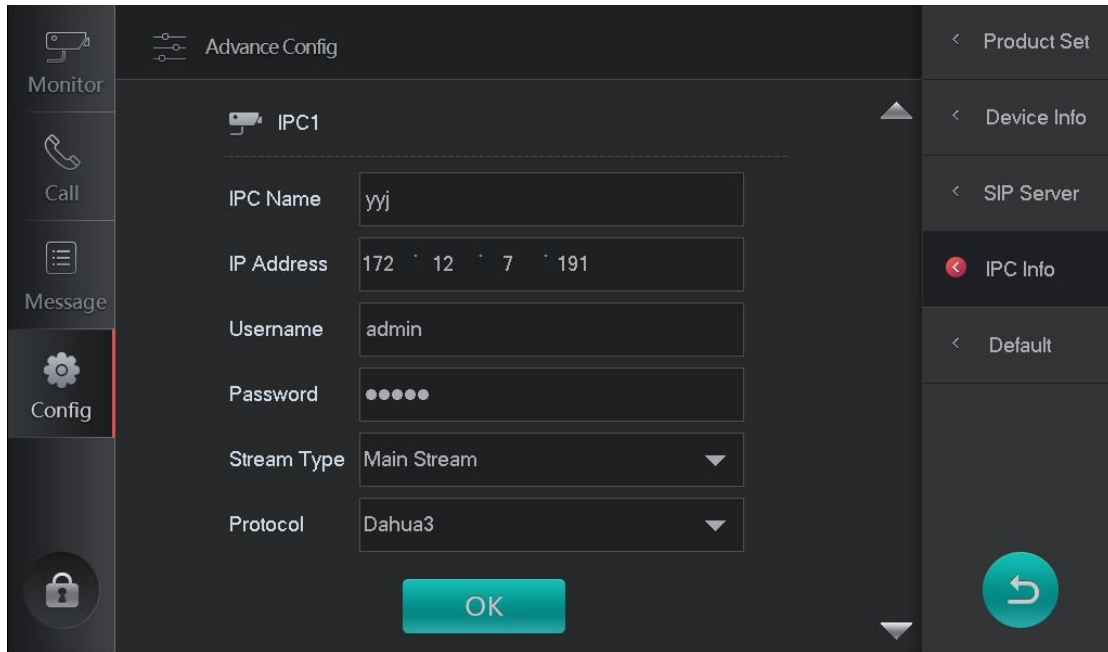 Monitor
Call
Message
Config
Advance Config
IPC1
IPC Name yyj
IP Address 172 . 12 . 7 . 191
Username admin
Password ●●●●●
Stream Type Main Stream
Protocol Dahua3
OK
Product Set
Device Info
SIP Server
IPC Info
Default